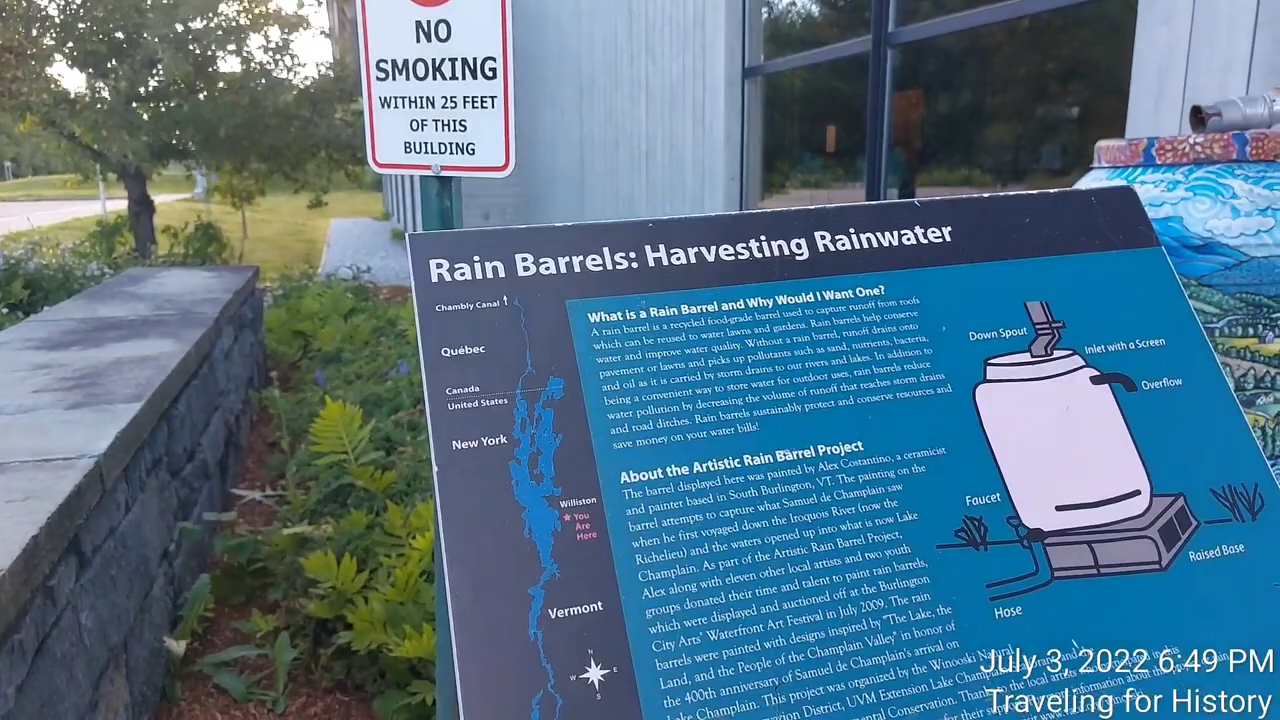 NO
SMOKING
WITHIN 25 FEET
OF THIS
BUILDING
Rain Barrels: Harvesting Rainwater
Chambly Canal
Québec
Canada
United States
New York
Williston
You
Are
Here
Vermont
N
W E
S
What is a Rain Barrel and Why Would I Want One?
A rain barrel is a recycled food-grade barrel used to capture runoff from roofs
which can be reused to water lawns and gardens. Rain barrels help conserve
water and improve water quality. Without a rain barrel, runoff drains onto
pavement or lawns and picks up pollutants such as sand, nutrients, bacteria,
and oil as it is carried by storm drains to our rivers and lakes. In addition to
being a convenient way to store water for outdoor uses, rain barrels reduce
water pollution by decreasing the volume of runoff that reaches storm drains
and road ditches. Rain barrels sustainably protect and conserve resources and
save money on your water bills!
About the Artistic Rain Barrel Project
The barrel displayed here was painted by Alex Costantino, a ceramicist
and painter based in South Burlington, VT. The painting on the
barrel attempts to capture what Samuel de Champlain saw
when he first voyaged down the Iroquois River (now the
Richelieu) and the waters opened up into what is now Lake
Champlain. As part of the Artistic Rain Barrel Project,
Alex along with eleven other local artists and two youth
groups donated their time and talent to paint rain barrels,
which were displayed and auctioned off at the Burlington
City Arts' Waterfront Art Festival in July 2009. The rain
barrels were painted with designs inspired by "The Lake, the
Land, and the People of the Champlain Valley" in honor of
the 400th anniversary of Samuel de Champlain's arrival on
Lake Champlain. This project was organized by the Winooski Natural
District, UVM Extension Lake Champlain
Conservation. the local artists
for their information about the
Down Spout
Inlet with a Screen
Overflow
Faucet
Raised Base
Hose
July 3, 2022 6:49 PM
Traveling for History